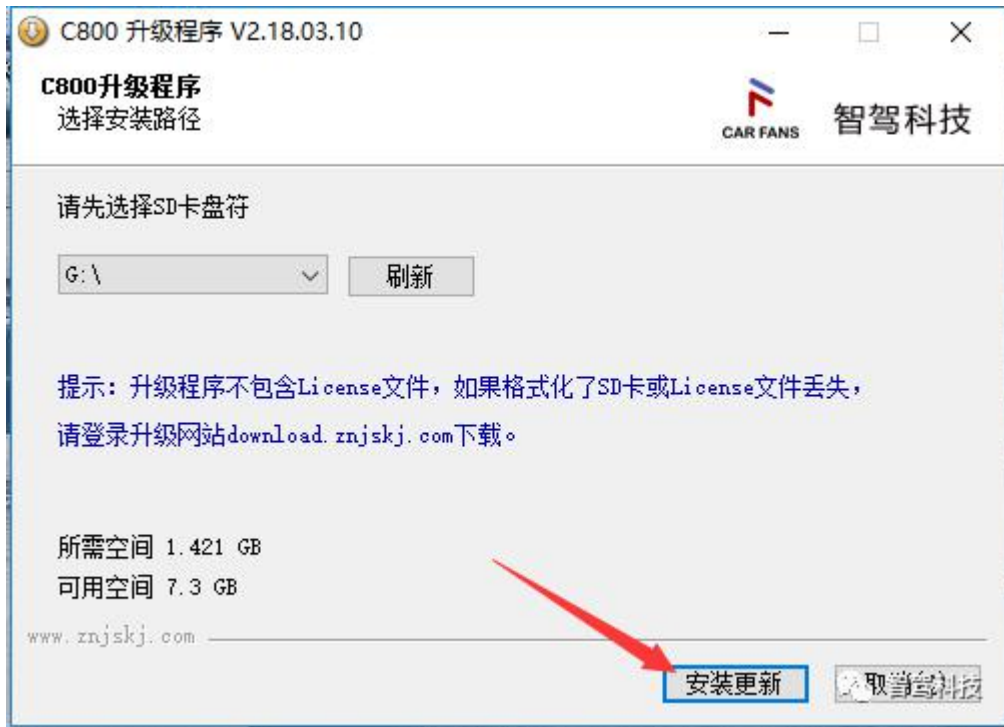 C800 升级程序 V2.18.03.10
C800升级程序
选择安装路径
CAR FANS
智驾科技
请先选择SD卡盘符
G:\
刷新
提示：升级程序不包含License文件，如果格式化了SD卡或License文件丢失，
请登录升级网站download.znjskj.com下载。
所需空间 1.421 GB
可用空间 7.3 GB
www.znjskj.com
安装更新
取消
智驾科技